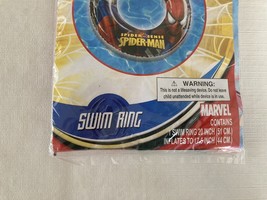 SPIDER SENSE
SPIDER-MAN
WARNING:
This is not a lifesaving device. Do not leave
child unattended while device is in use.
MARVEL
SWIM RING
CONTAINS
1 SWIM RING 20 INCH (51 CM)
INFLATES TO 17.5 INCH (44 CM)